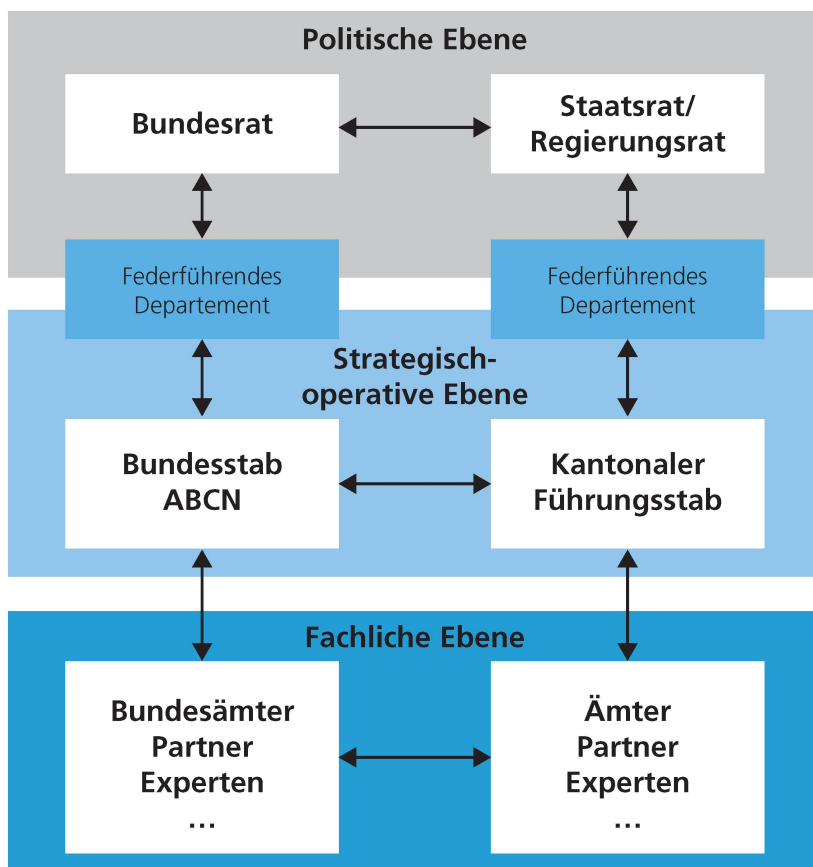 Politische Ebene
Bundesrat
Staatsrat/
Regierungsrat
Federführendes
Departement
Federführendes
Departement
Strategisch-
operative Ebene
Bundesstab
ABCN
Kantonaler
Führungsstab
Fachliche Ebene
Bundesämter
Partner
Experten
...
Ämter
Partner
Experten
...